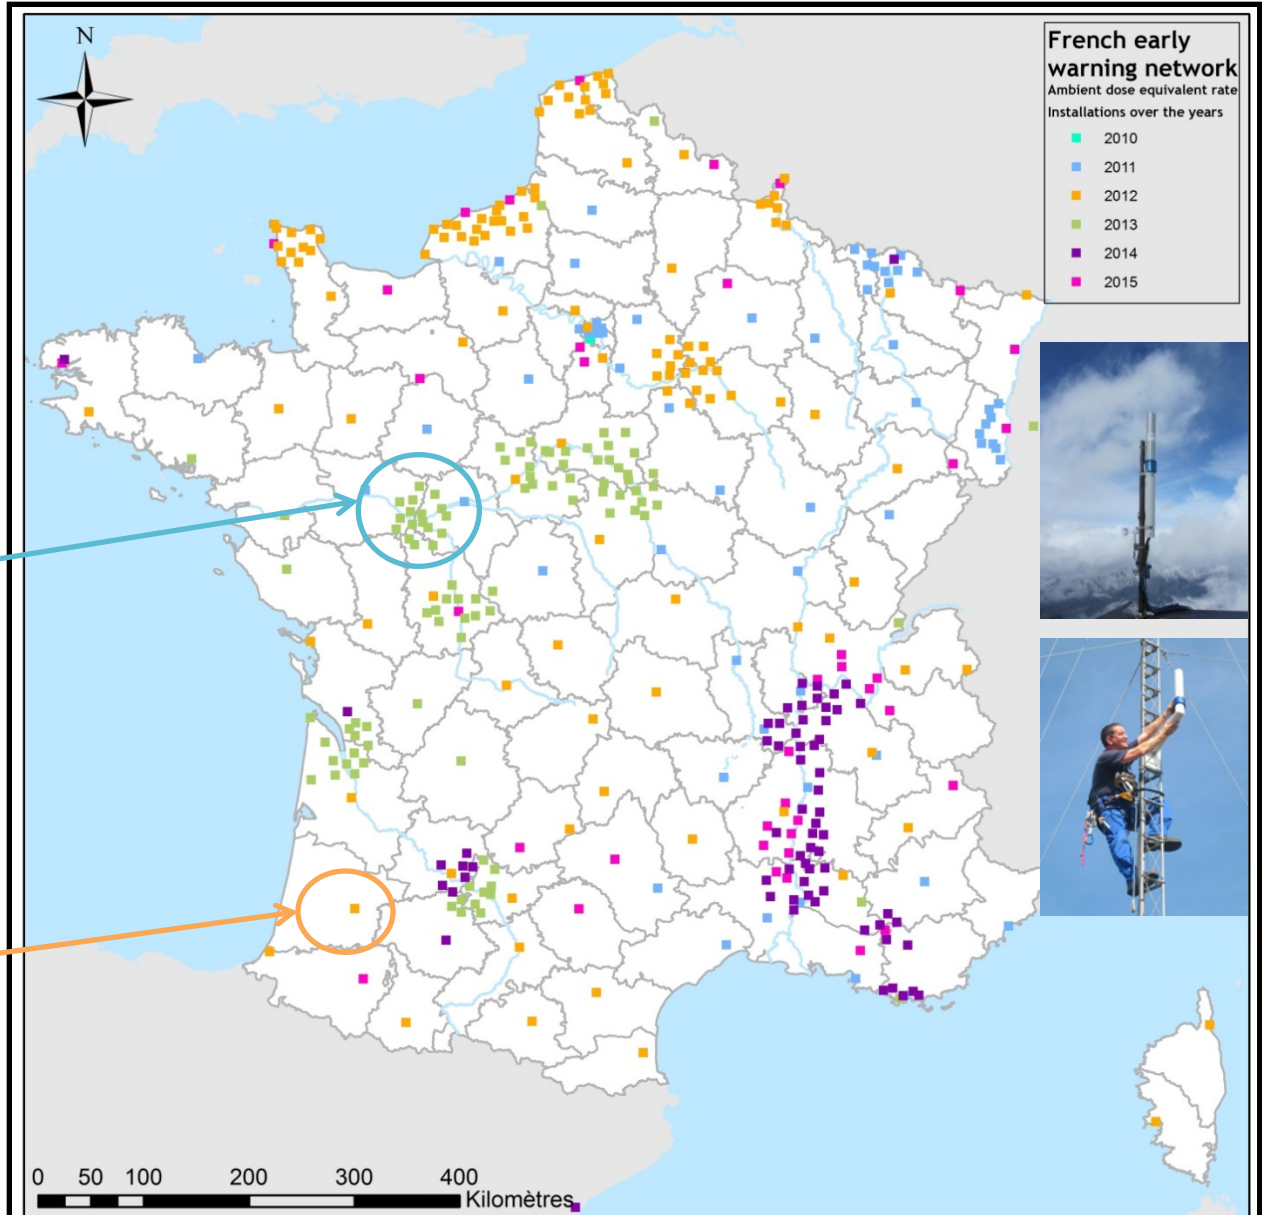 N
French early
warning network
Ambient dose equivalent rate
Installations over the years
2010
2011
2012
2013
2014
2015
0 50 100 200 300 400
Kilomètres